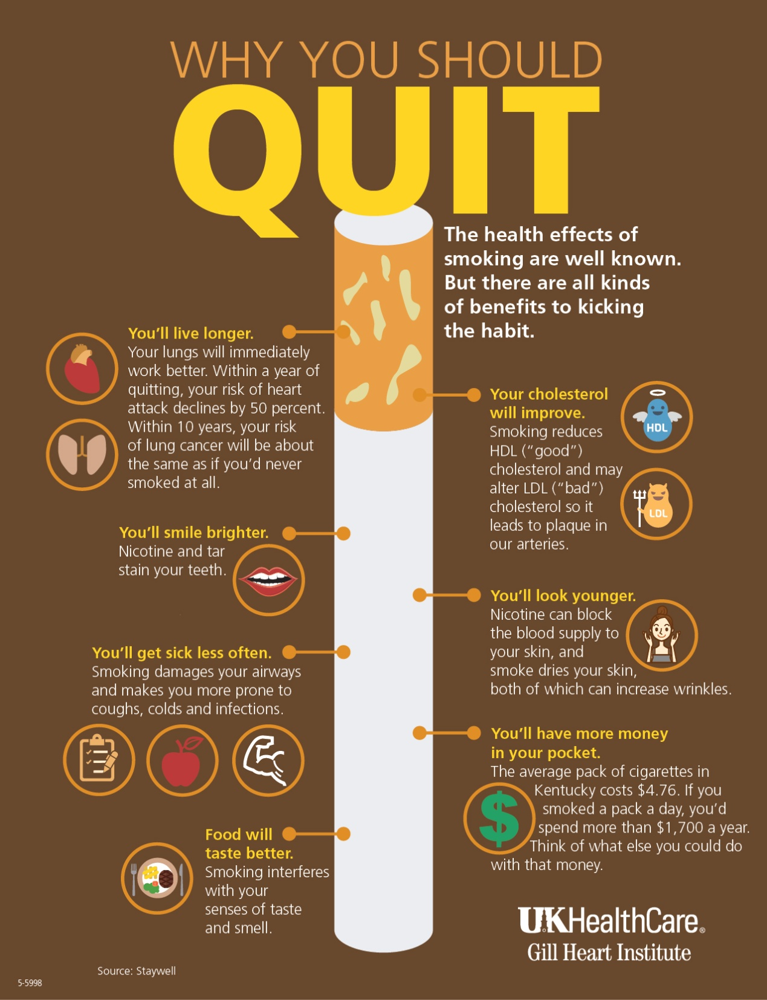 WHY YOU SHOULD
QUIT
The health effects of
smoking are well known.
But there are all kinds
of benefits to kicking
the habit.
You’ll live longer.
Your lungs will immediately
work better. Within a year of
quitting, your risk of heart
attack declines by 50 percent.
Within 10 years, your risk
of lung cancer will be about
the same as if you’d never
smoked at all.
Your cholesterol
will improve.
Smoking reduces
HDL (“good”)
cholesterol and may
alter LDL (“bad”)
cholesterol so it
leads to plaque in
our arteries.
HDL
LDL
You’ll smile brighter.
Nicotine and tar
stain your teeth.
You’ll look younger.
Nicotine can block
the blood supply to
your skin, and
smoke dries your skin,
both of which can increase wrinkles.
You’ll get sick less often.
Smoking damages your airways
and makes you more prone to
coughs, colds and infections.
You’ll have more money
in your pocket.
The average pack of cigarettes in
Kentucky costs $4.76. If you
smoked a pack a day, you’d
spend more than $1,700 a year.
Think of what else you could do
with that money.
$
Food will
taste better.
Smoking interferes
with your
senses of taste
and smell.
UKHealthCare®
Gill Heart Institute
Source: Staywell
5-5998